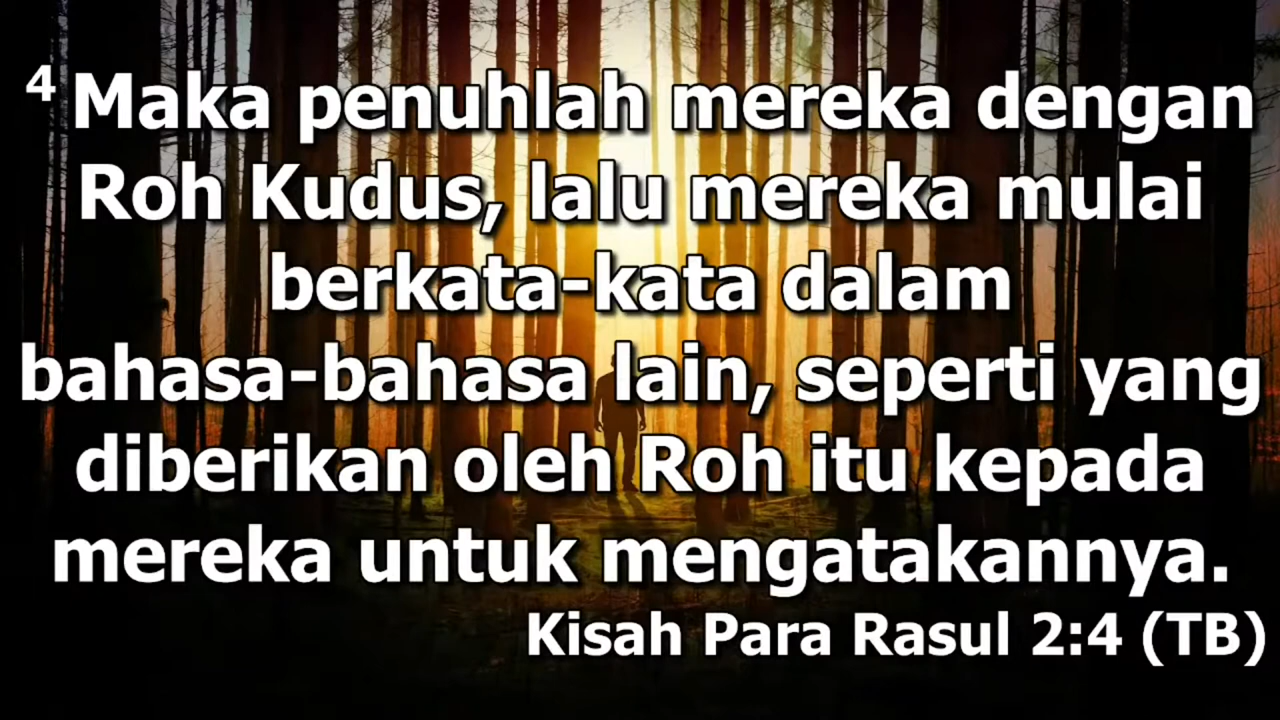 4 Maka penuhlah mereka dengan
Roh Kudus, lalu mereka mulai
berkata-kata dalam
bahasa-bahasa lain, seperti yang
diberikan oleh Roh itu kepada
mereka untuk mengatakannya.
Kisah Para Rasul 2:4 (TB)